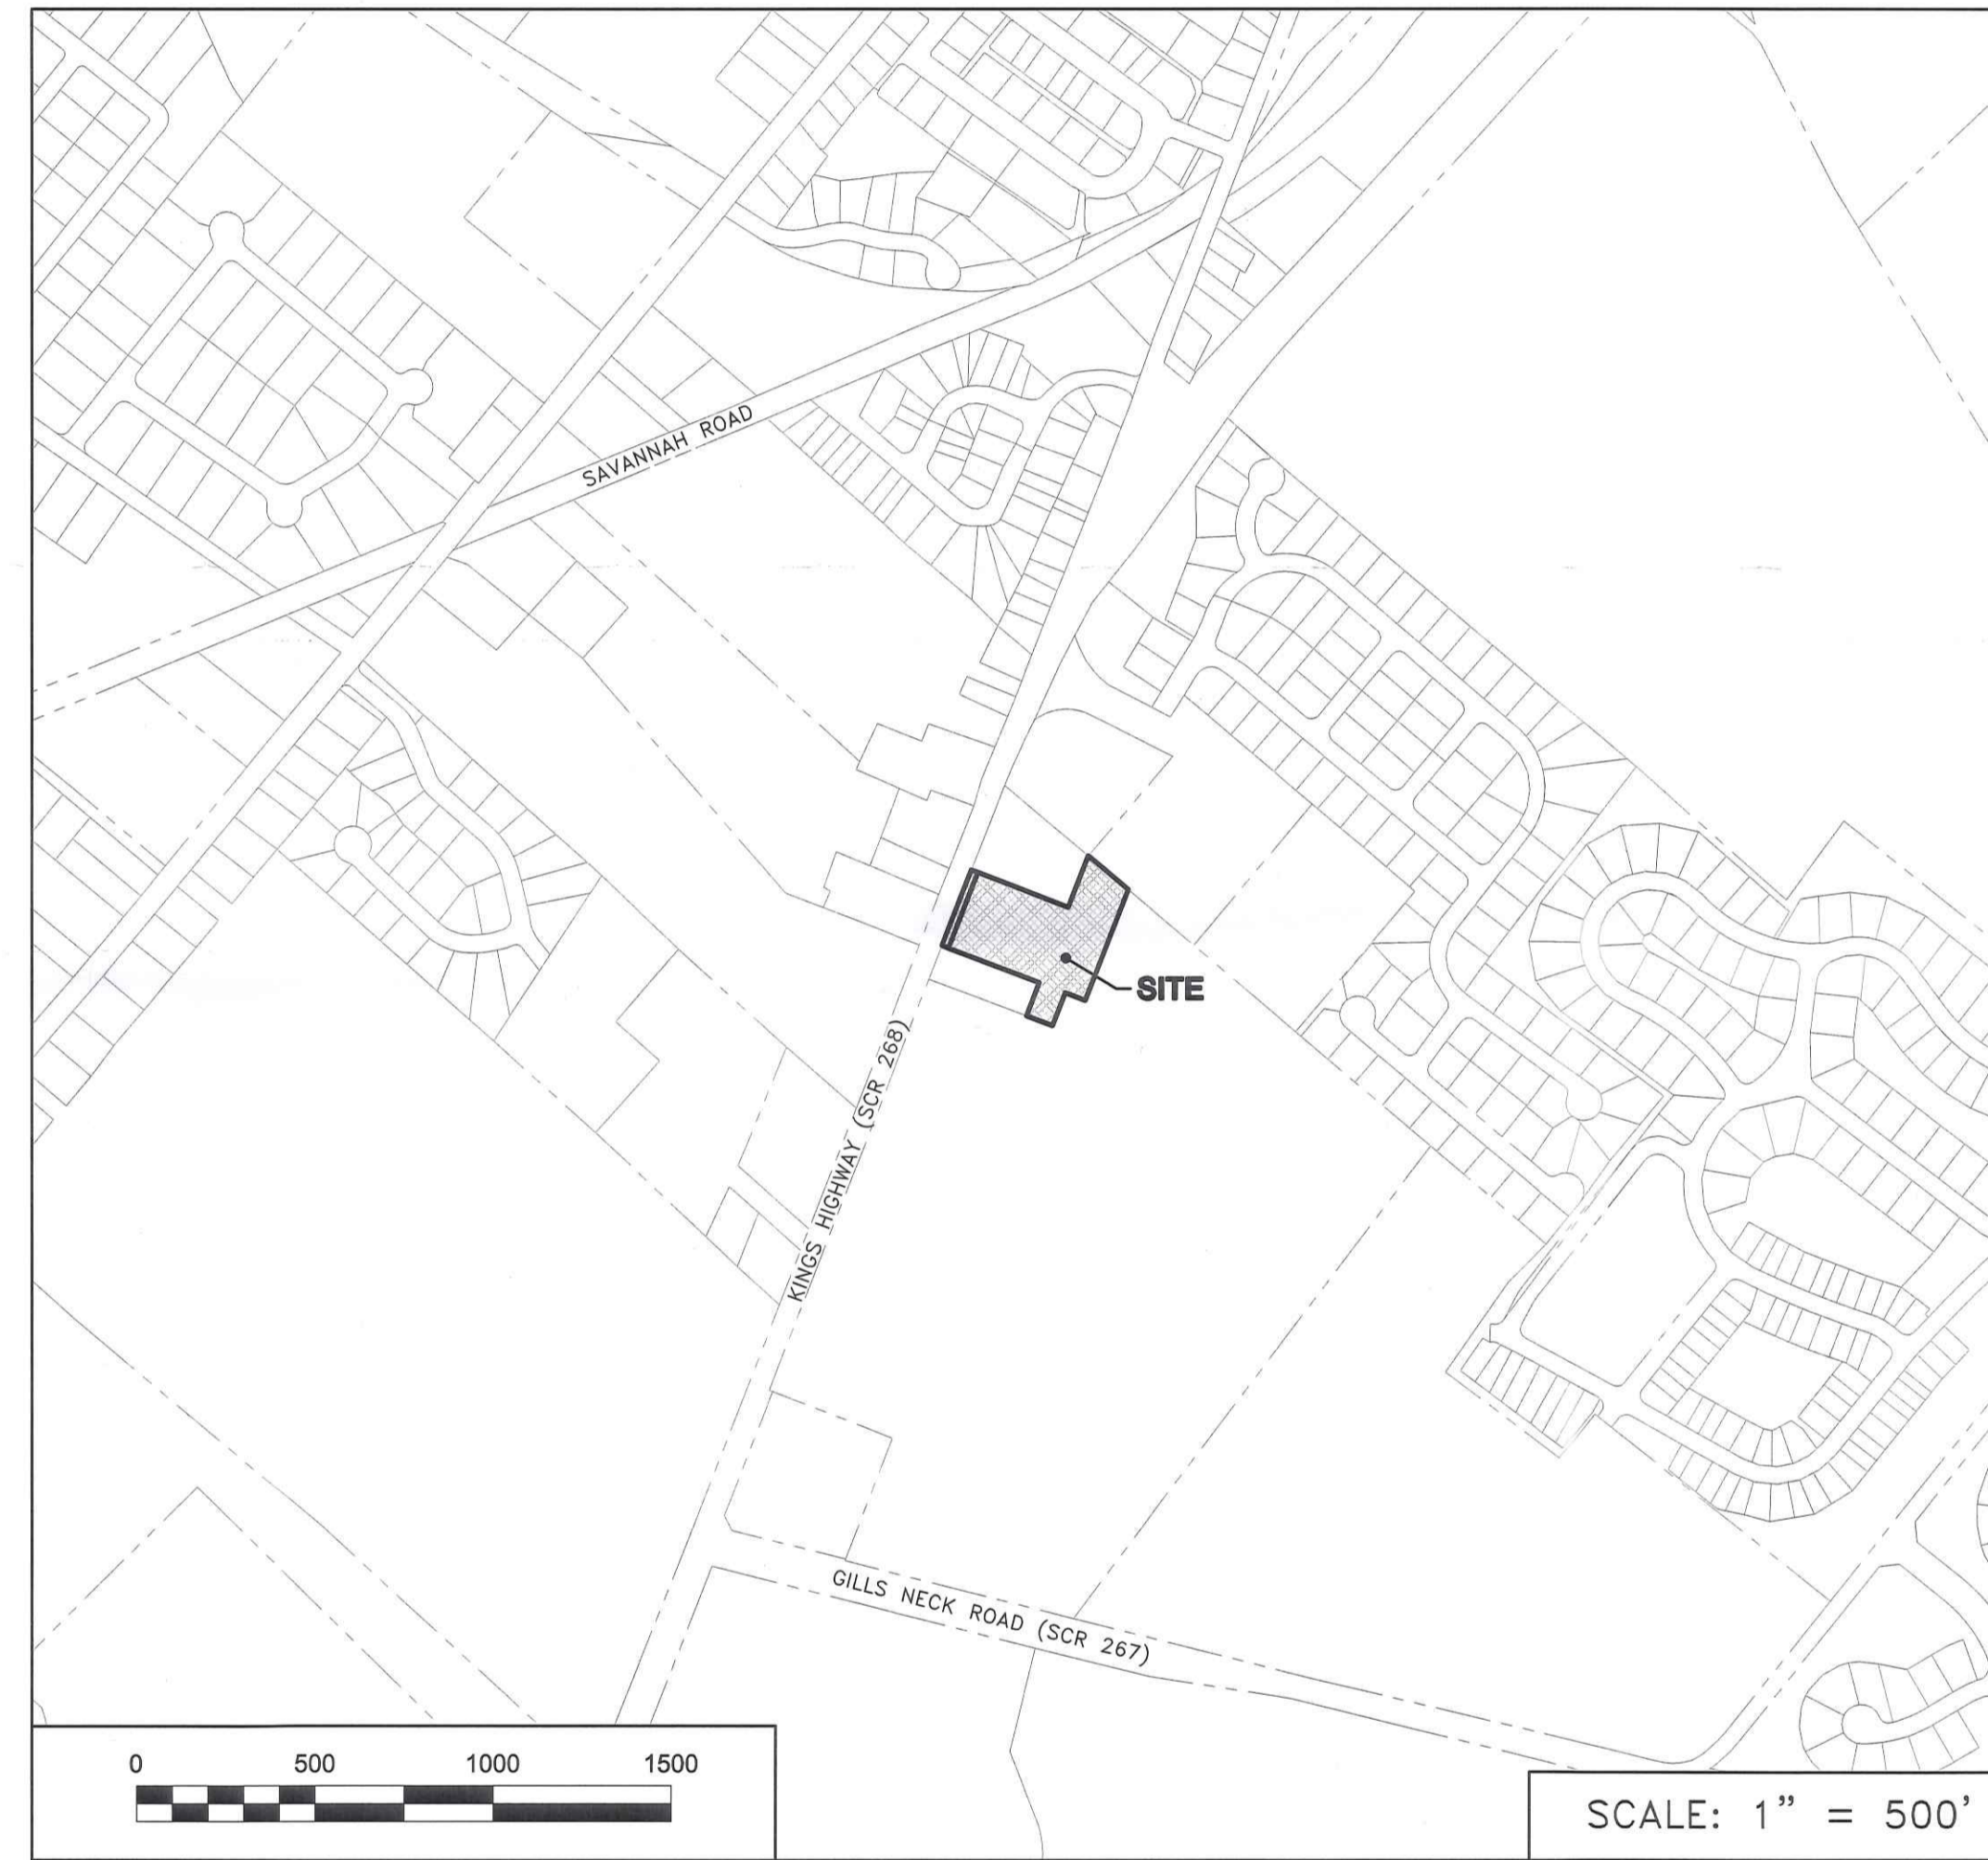 SAVANNAH ROAD
SITE
KINGS HIGHWAY (SCR 268)
GILLS NECK ROAD (SCR 267)
0 500 1000 1500
SCALE: 1” = 500’